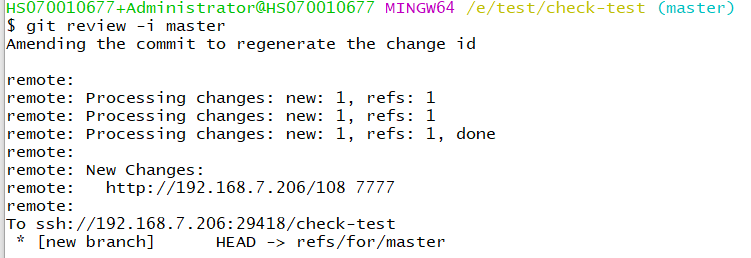 HS070010677+Administrator@HS070010677 MINGW64 /e/test/check-test (master)
$ git review -i master
Amending the commit to regenerate the change id
remote:
remote: Processing changes: new: 1, refs: 1
remote: Processing changes: new: 1, refs: 1
remote: Processing changes: new: 1, refs: 1, done
remote:
remote: New Changes:
remote:   http://192.168.7.206/108 7777
remote:
To ssh://192.168.7.206:29418/check-test
 * [new branch]      HEAD -> refs/for/master